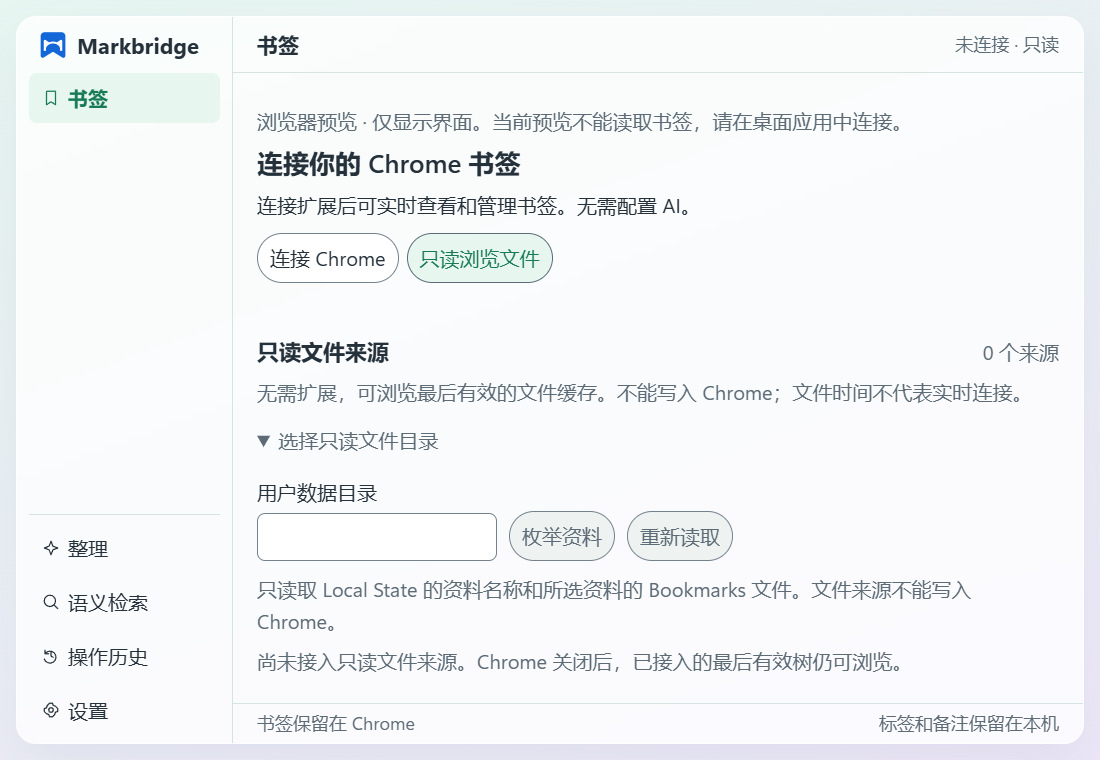 Markbridge
书签
整理
语义检索
操作历史
设置
书签
未连接 · 只读
浏览器预览 · 仅显示界面。当前预览不能读取书签，请在桌面应用中连接。
连接你的 Chrome 书签
连接扩展后可实时查看和管理书签。无需配置 AI。
连接 Chrome
只读浏览文件
只读文件来源
0 个来源
无需扩展，可浏览最后有效的文件缓存。不能写入 Chrome；文件时间不代表实时连接。
▼ 选择只读文件目录
用户数据目录
枚举资料
重新读取
只读取 Local State 的资料名称和所选资料的 Bookmarks 文件。文件来源不能写入
Chrome。
尚未接入只读文件来源。Chrome 关闭后，已接入的最后有效树仍可浏览。
书签保留在 Chrome
标签和备注保留在本机